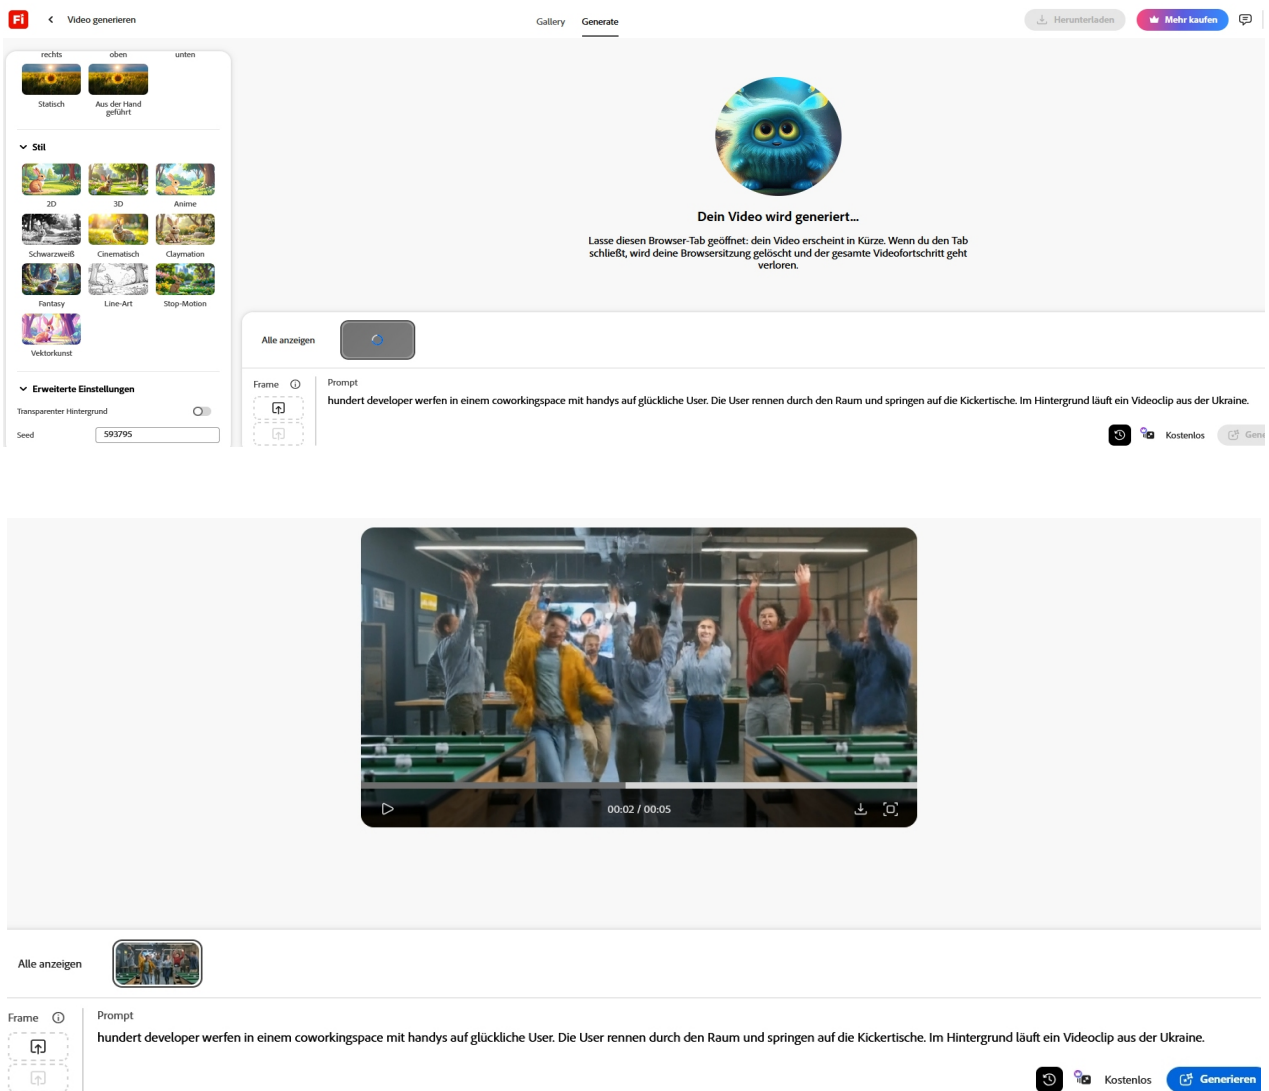 Fi
Video generieren
Gallery
Generate
Herunterladen
Mehr kaufen
rechts
oben
unten
Statisch
Aus der Hand
geführt
Stil
2D
3D
Anime
Schwarzweiß
Cinematisch
Claymation
Fantasy
Line-Art
Stop-Motion
Vektorkunst
Erweiterte Einstellungen
Transparenter Hintergrund
Seed
593795
Dein Video wird generiert...
Lasse diesen Browser-Tab geöffnet: dein Video erscheint in Kürze. Wenn du den Tab
schließt, wird deine Browsersitzung gelöscht und der gesamte Videofortschritt geht
verloren.
Alle anzeigen
Frame
Prompt
hundert developer werfen in einem coworkingspace mit handys auf glückliche User. Die User rennen durch den Raum und springen auf die Kickertische. Im Hintergrund läuft ein Videoclip aus der Ukraine.
Kostenlos
Gene
00:02 / 00:05
Alle anzeigen
Frame
Prompt
hundert developer werfen in einem coworkingspace mit handys auf glückliche User. Die User rennen durch den Raum und springen auf die Kickertische. Im Hintergrund läuft ein Videoclip aus der Ukraine.
Kostenlos
Generieren